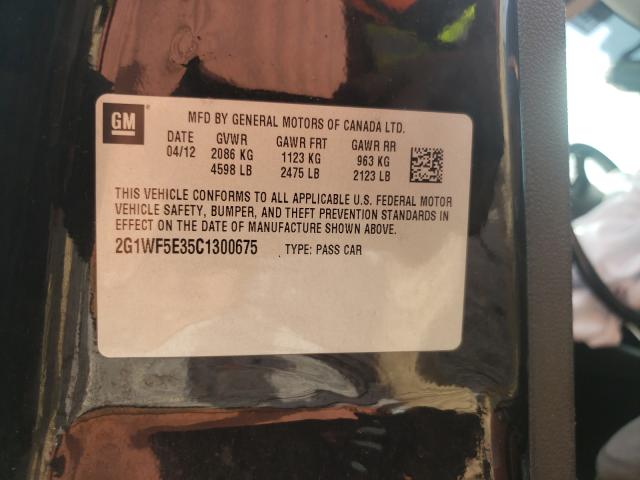 GM
MFD BY GENERAL MOTORS OF CANADA LTD.
DATE GVWR GAWR FRT GAWR RR
04/12 2086 KG 1123 KG 963 KG
4598 LB 2475 LB 2123 LB
THIS VEHICLE CONFORMS TO ALL APPLICABLE U.S. FEDERAL MOTOR
VEHICLE SAFETY, BUMPER, AND THEFT PREVENTION STANDARDS IN
EFFECT ON THE DATE OF MANUFACTURE SHOWN ABOVE.
2G1WF5E35C1300675 TYPE: PASS CAR